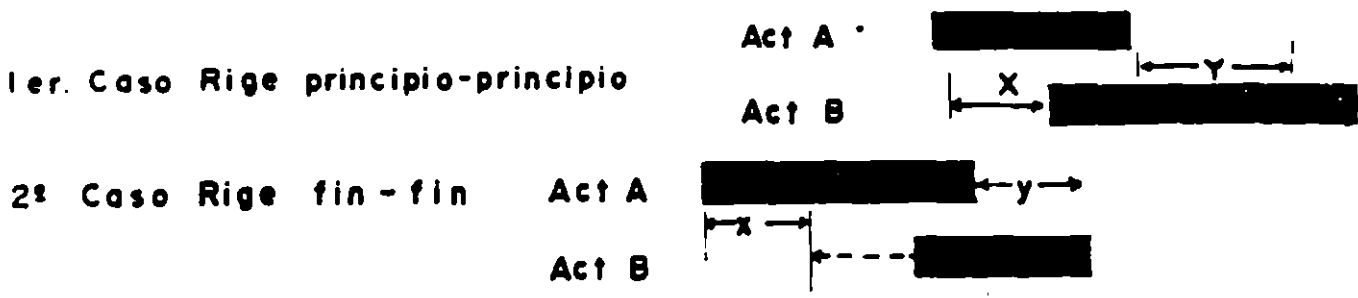 Act A
1er. Caso Rige principio-principio
Y
X
Act B
2º Caso Rige fin-fin Act A
y
X
Act B